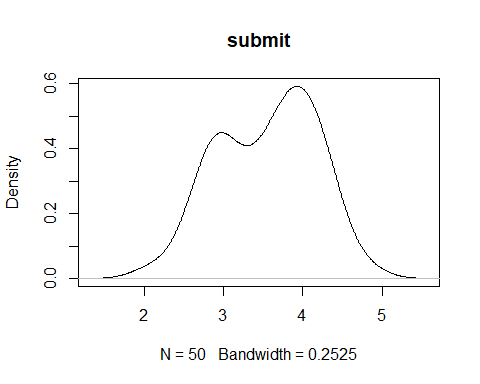 submit
Density
0.0 0.2 0.4 0.6
2 3 4 5
N = 50 Bandwidth = 0.2525